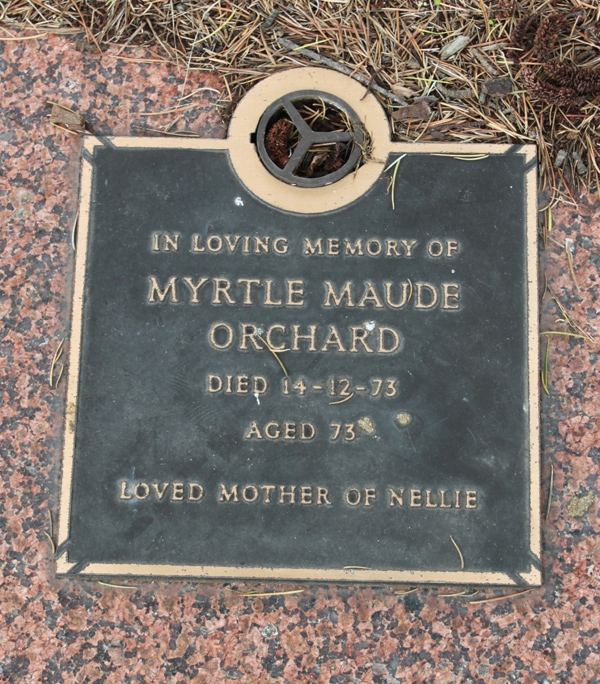 IN LOVING MEMORY OF
MYRTLE MAUDE
ORCHARD
DIED 14-12-73
AGED 73
LOVED MOTHER OF NELLIE